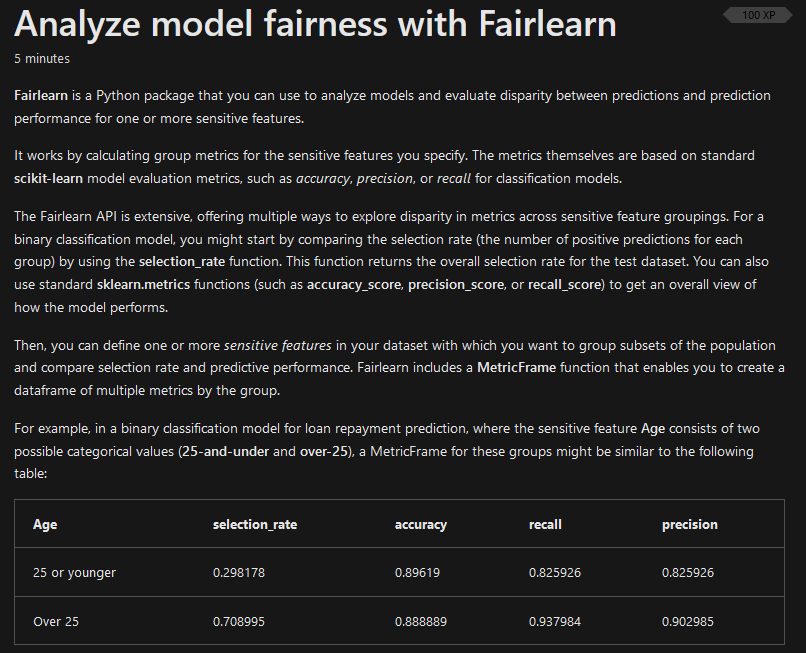 Analyze model fairness with Fairlearn
100 XP
5 minutes
Fairlearn is a Python package that you can use to analyze models and evaluate disparity between predictions and prediction
performance for one or more sensitive features.
It works by calculating group metrics for the sensitive features you specify. The metrics themselves are based on standard
scikit-learn model evaluation metrics, such as accuracy, precision, or recall for classification models.
The Fairlearn API is extensive, offering multiple ways to explore disparity in metrics across sensitive feature groupings. For a
binary classification model, you might start by comparing the selection rate (the number of positive predictions for each
group) by using the selection_rate function. This function returns the overall selection rate for the test dataset. You can also
use standard sklearn.metrics functions (such as accuracy_score, precision_score, or recall_score) to get an overall view of
how the model performs.
Then, you can define one or more sensitive features in your dataset with which you want to group subsets of the population
and compare selection rate and predictive performance. Fairlearn includes a MetricFrame function that enables you to create a
dataframe of multiple metrics by the group.
For example, in a binary classification model for loan repayment prediction, where the sensitive feature Age consists of two
possible categorical values (25-and-under and over-25), a MetricFrame for these groups might be similar to the following
table:
Age selection_rate accuracy recall precision
25 or younger 0.298178 0.89619 0.825926 0.825926
Over 25 0.708995 0.888889 0.937984 0.902985